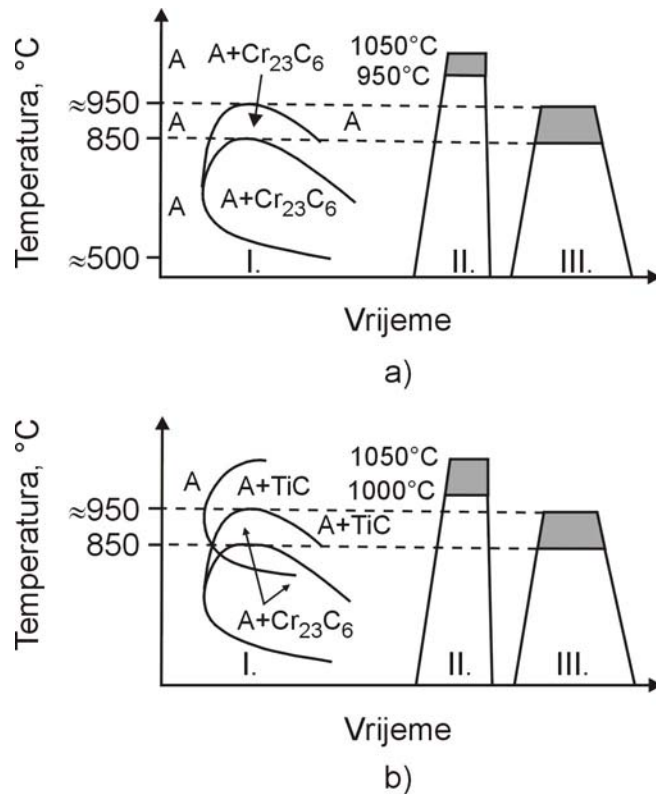 Temperatura, °C
A
A+Cr₂₃C₆
1050°C
950°C
≈950
A
A
850
A
A+Cr₂₃C₆
≈500
I.
II.
III.
Vrijeme
a)
Temperatura, °C
1050°C
A
A+TiC
1000°C
≈950
A+TiC
850
A+Cr₂₃C₆
I.
II.
III.
Vrijeme
b)